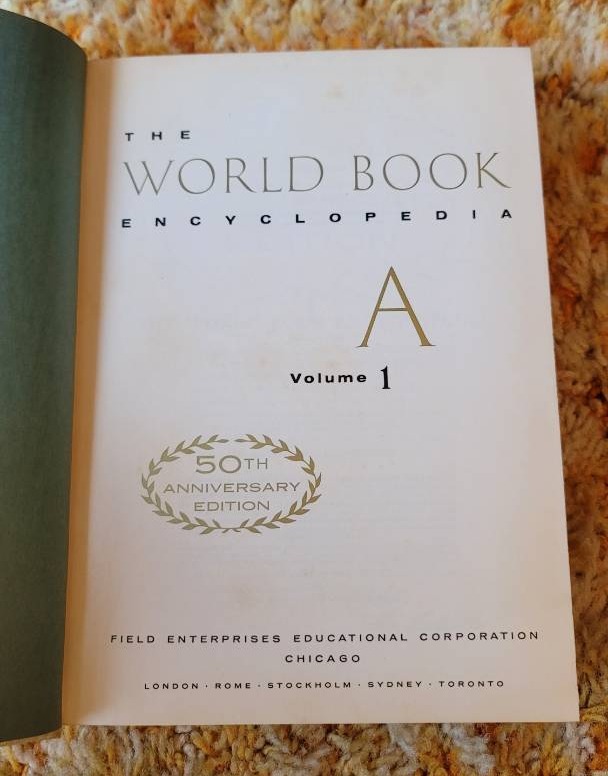 THE
WORLD BOOK
ENCYCLOPEDIA
A
Volume 1
50TH
ANNIVERSARY
EDITION
FIELD ENTERPRISES EDUCATIONAL CORPORATION
CHICAGO
LONDON · ROME · STOCKHOLM · SYDNEY · TORONTO